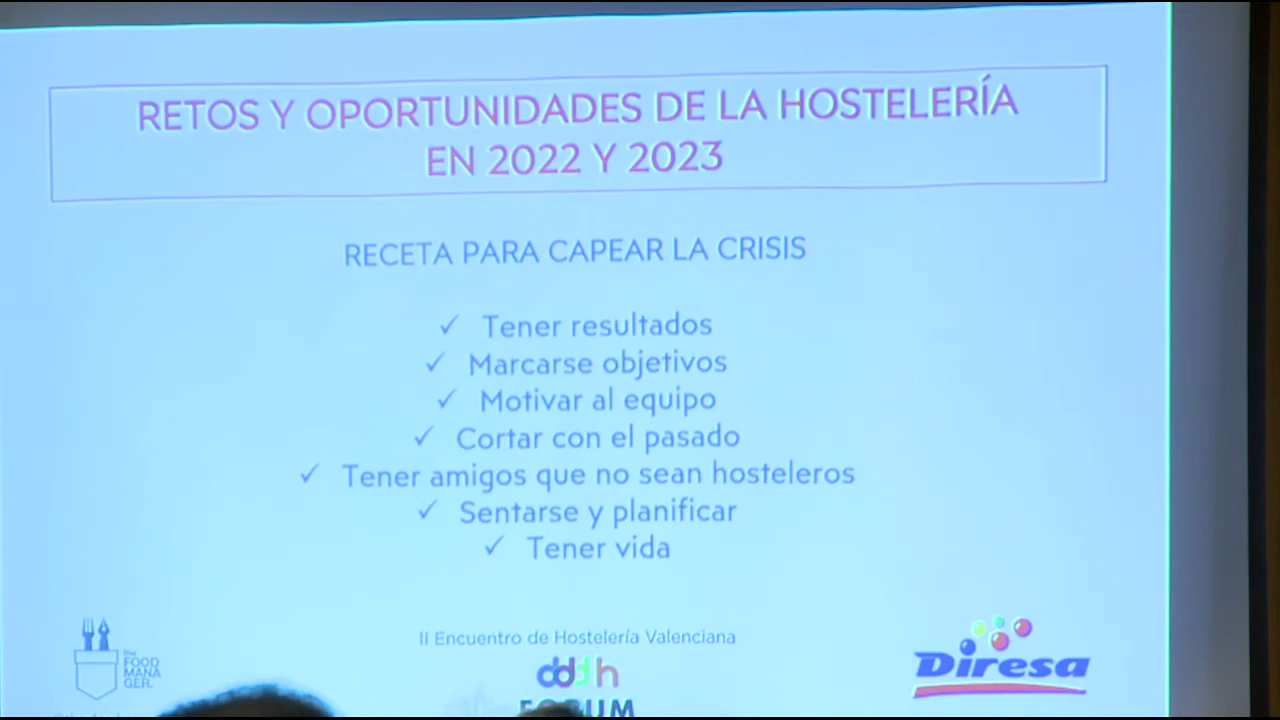 RETOS Y OPORTUNIDADES DE LA HOSTELERÍA
EN 2022 Y 2023
RECETA PARA CAPEAR LA CRISIS
✓ Tener resultados
✓ Marcarse objetivos
✓ Motivar al equipo
✓ Cortar con el pasado
✓ Tener amigos que no sean hosteleros
✓ Sentarse y planificar
✓ Tener vida
the
FOOD
MANA
GER.
II Encuentro de Hostelería Valenciana
dddh
FORUM
Diresa